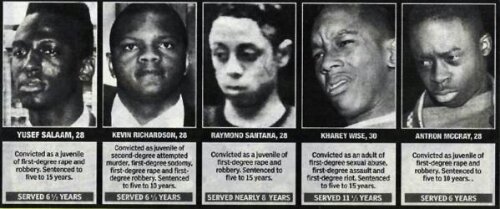 YUSEF SALAAM, 28
Convicted as a juvenile
of first-degree rape and
robbery. Sentenced to
five to 15 years.
SERVED 6 ½ YEARS
KEVIN RICHARDSON, 28
Convicted as juvenile of
second-degree attempted
murder, first-degree sodomy,
first-degree rape and first-
degree robbery. Sentenced
to five to 10 years.
SERVED 6 ½ YEARS
RAYMOND SANTANA, 28
Convicted as a juvenile
of first-degree rape and
robbery. Sentenced to
five to 15 years.
SERVED NEARLY 8 YEARS
KHAREY WISE, 30
Convicted as an adult of
first-degree sexual abuse,
first-degree assault and
first-degree riot. Sentenced
to five to 15 years.
SERVED 11 ½ YEARS
ANTRON MCCRAY, 28
Convicted as a juvenile
of first-degree rape and
robbery. Sentenced to
five to 10 years.
SERVED 6 YEARS